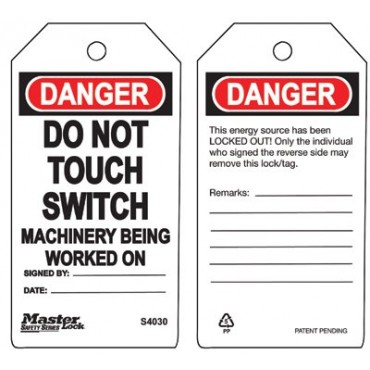 DANGER
DO NOT
TOUCH
SWITCH
MACHINERY BEING
WORKED ON
SIGNED BY:
DATE:
Master Lock
SAFETY SERIES
S4030
DANGER
This energy source has been
LOCKED OUT! Only the individual
who signed the reverse side may
remove this lock/tag.
Remarks:
5
PP
PATENT PENDING